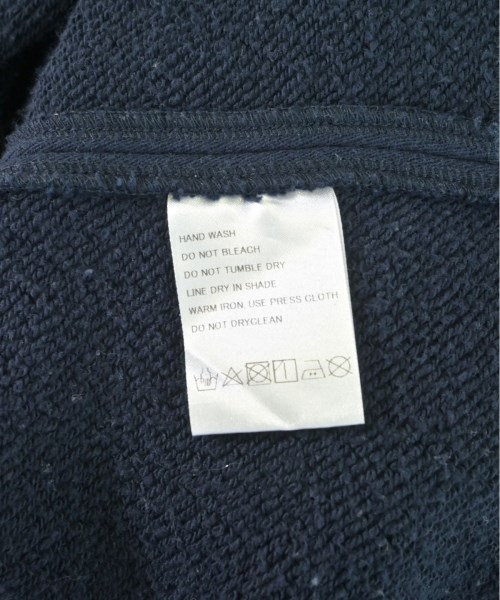 HAND WASH
DO NOT BLEACH
DO NOT TUMBLE DRY
LINE DRY IN SHADE
WARM IRON, USE PRESS CLOTH
DO NOT DRYCLEAN